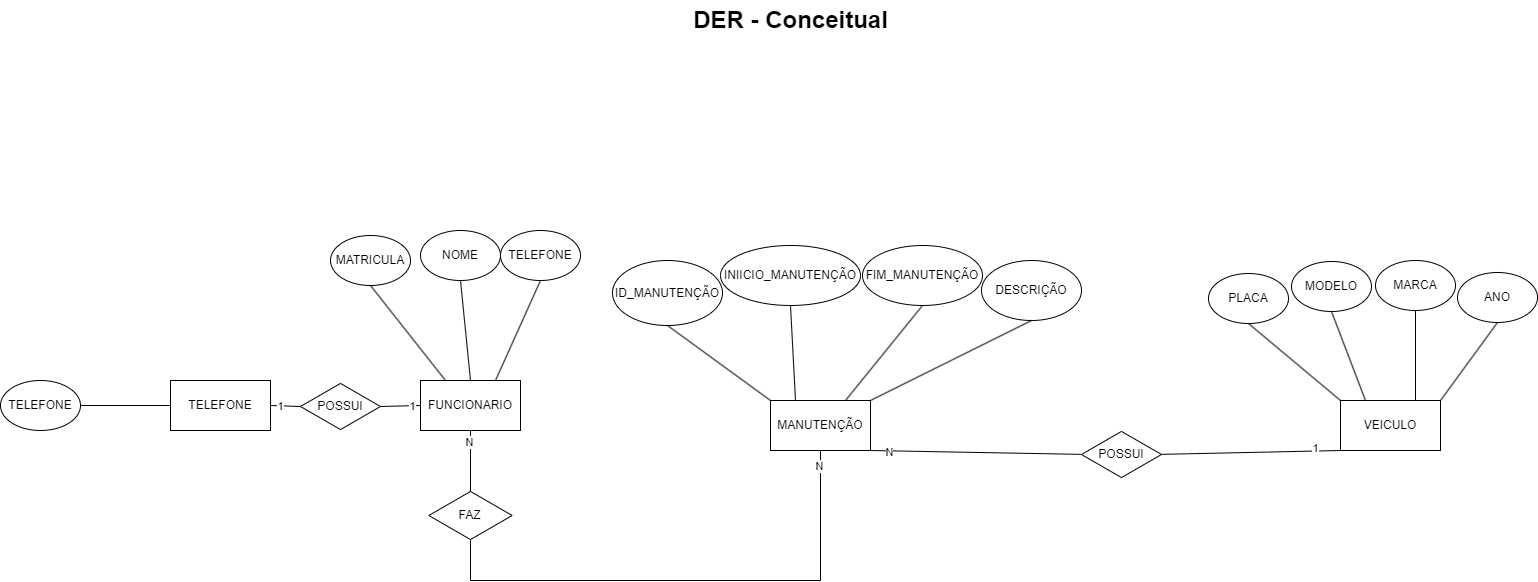 DER - Conceitual
MATRICULA
NOME
TELEFONE
ID_MANUTENÇÃO
INIICIO_MANUTENÇÃO
FIM_MANUTENÇÃO
DESCRIÇÃO
PLACA
MODELO
MARCA
ANO
TELEFONE
TELEFONE
1
POSSUI
1
FUNCIONARIO
MANUTENÇÃO
VEICULO
N
N
N
POSSUI
1
FAZ